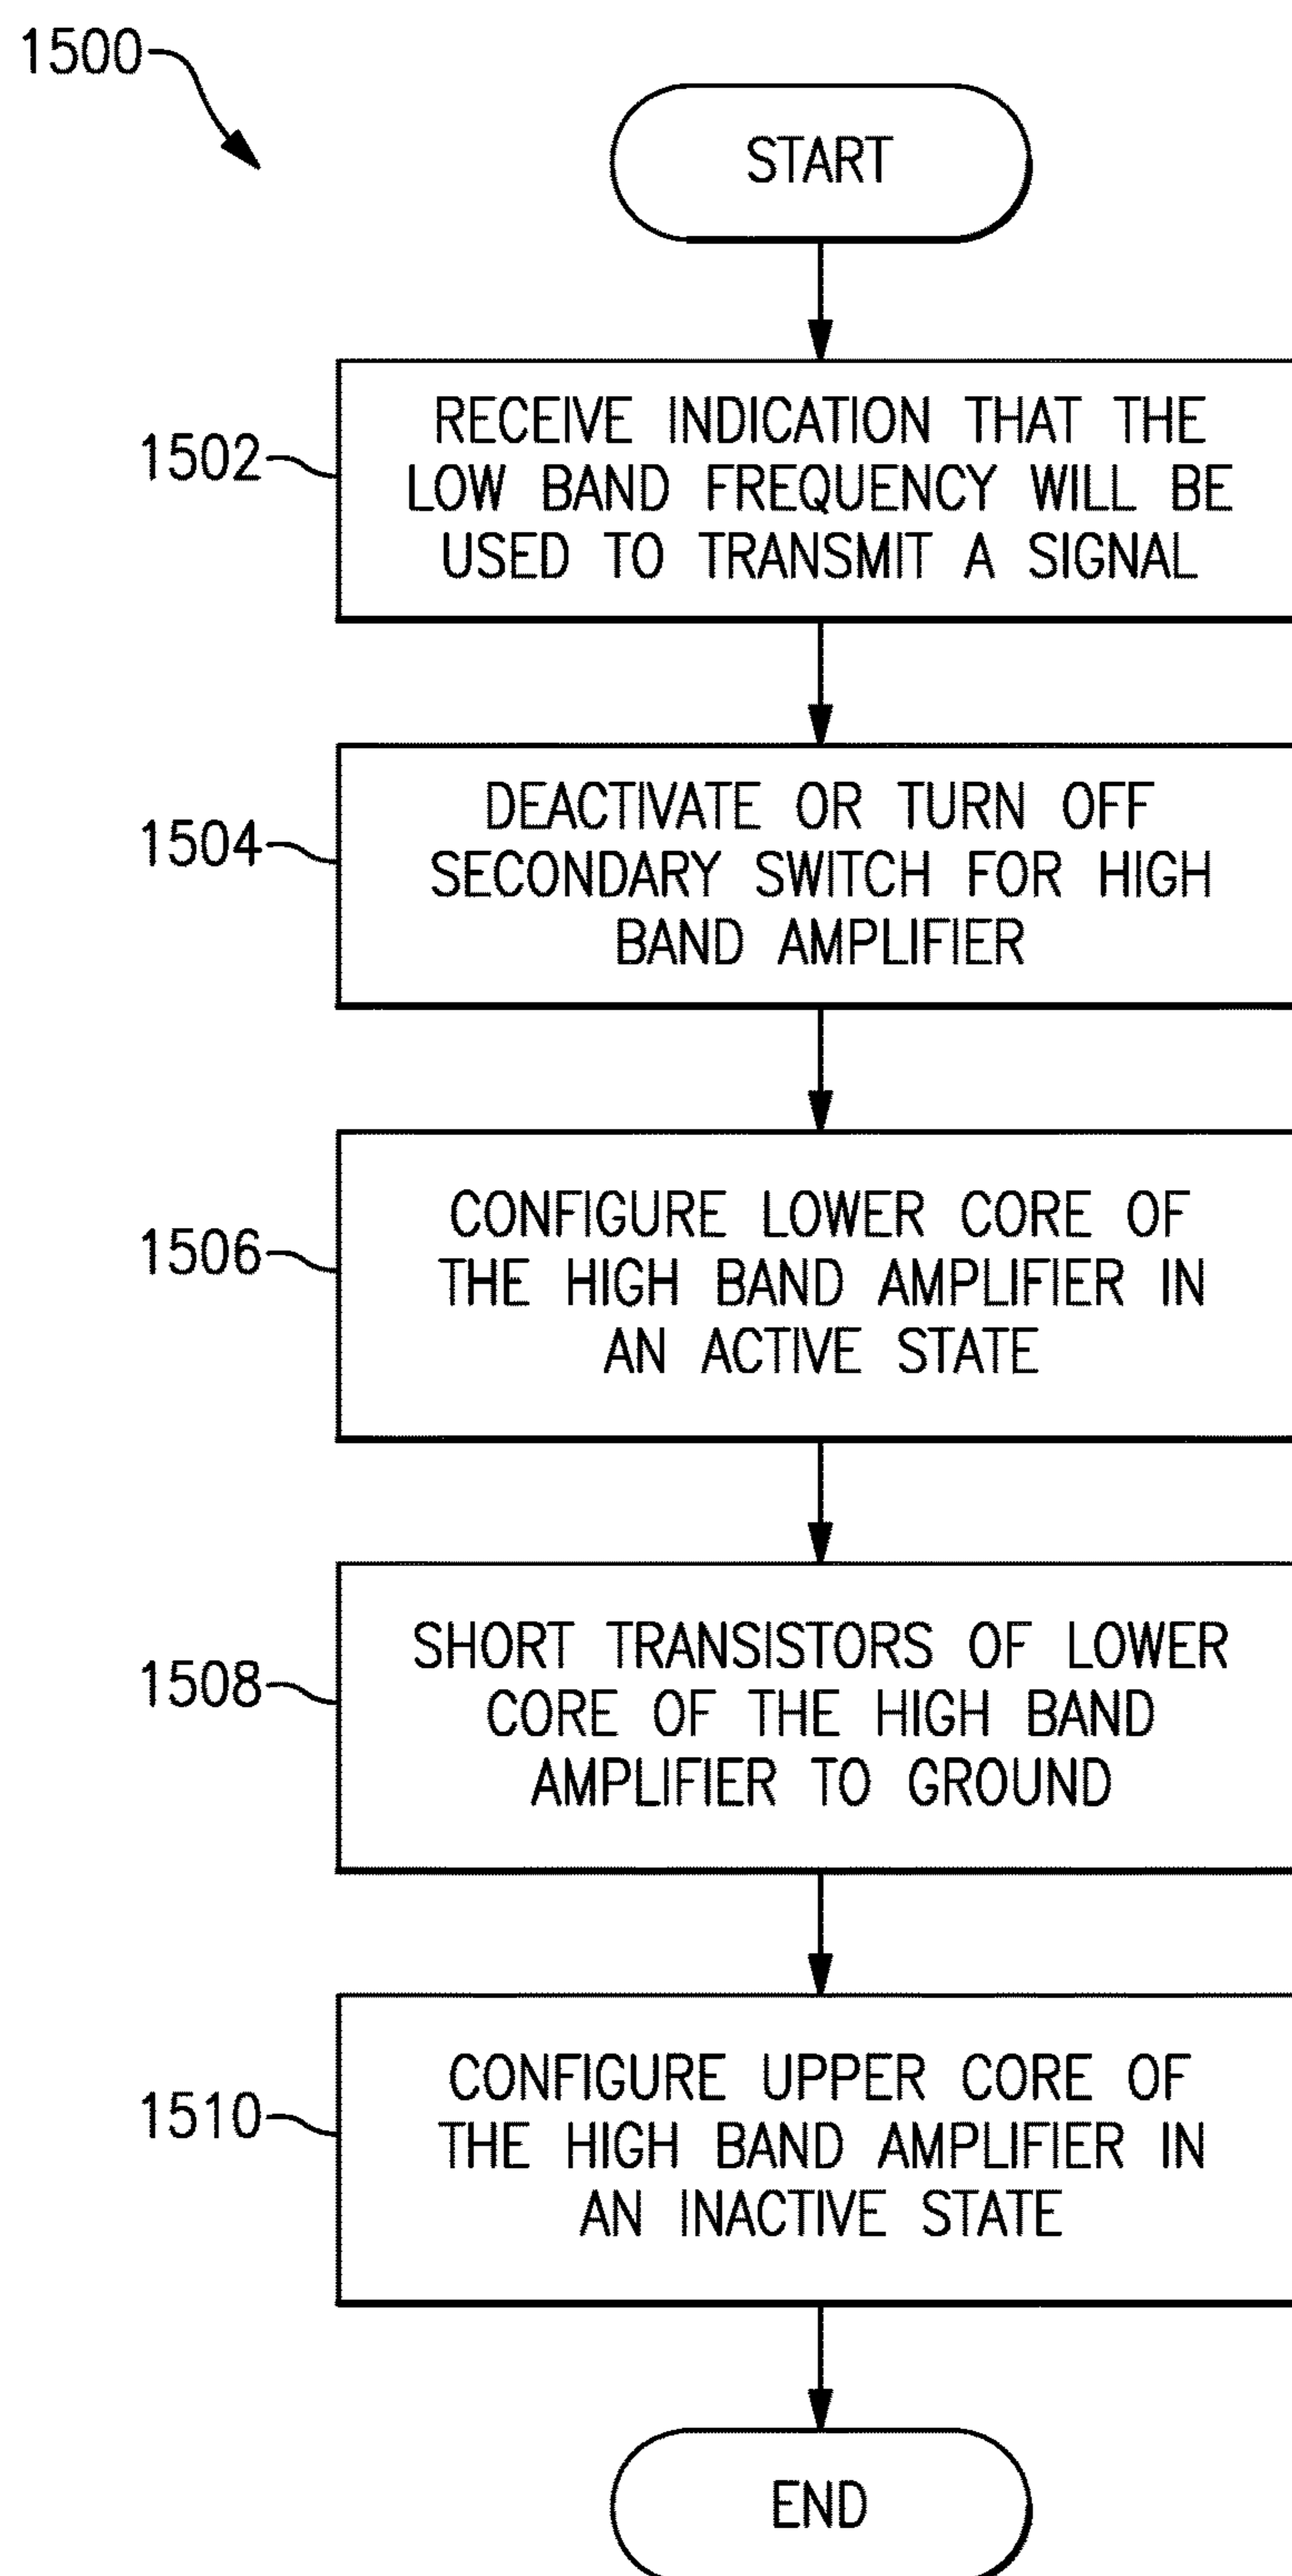 1500
START
1502
RECEIVE INDICATION THAT THE
LOW BAND FREQUENCY WILL BE
USED TO TRANSMIT A SIGNAL
1504
DEACTIVATE OR TURN OFF
SECONDARY SWITCH FOR HIGH
BAND AMPLIFIER
1506
CONFIGURE LOWER CORE OF
THE HIGH BAND AMPLIFIER IN
AN ACTIVE STATE
1508
SHORT TRANSISTORS OF LOWER
CORE OF THE HIGH BAND
AMPLIFIER TO GROUND
1510
CONFIGURE UPPER CORE OF
THE HIGH BAND AMPLIFIER IN
AN INACTIVE STATE
END